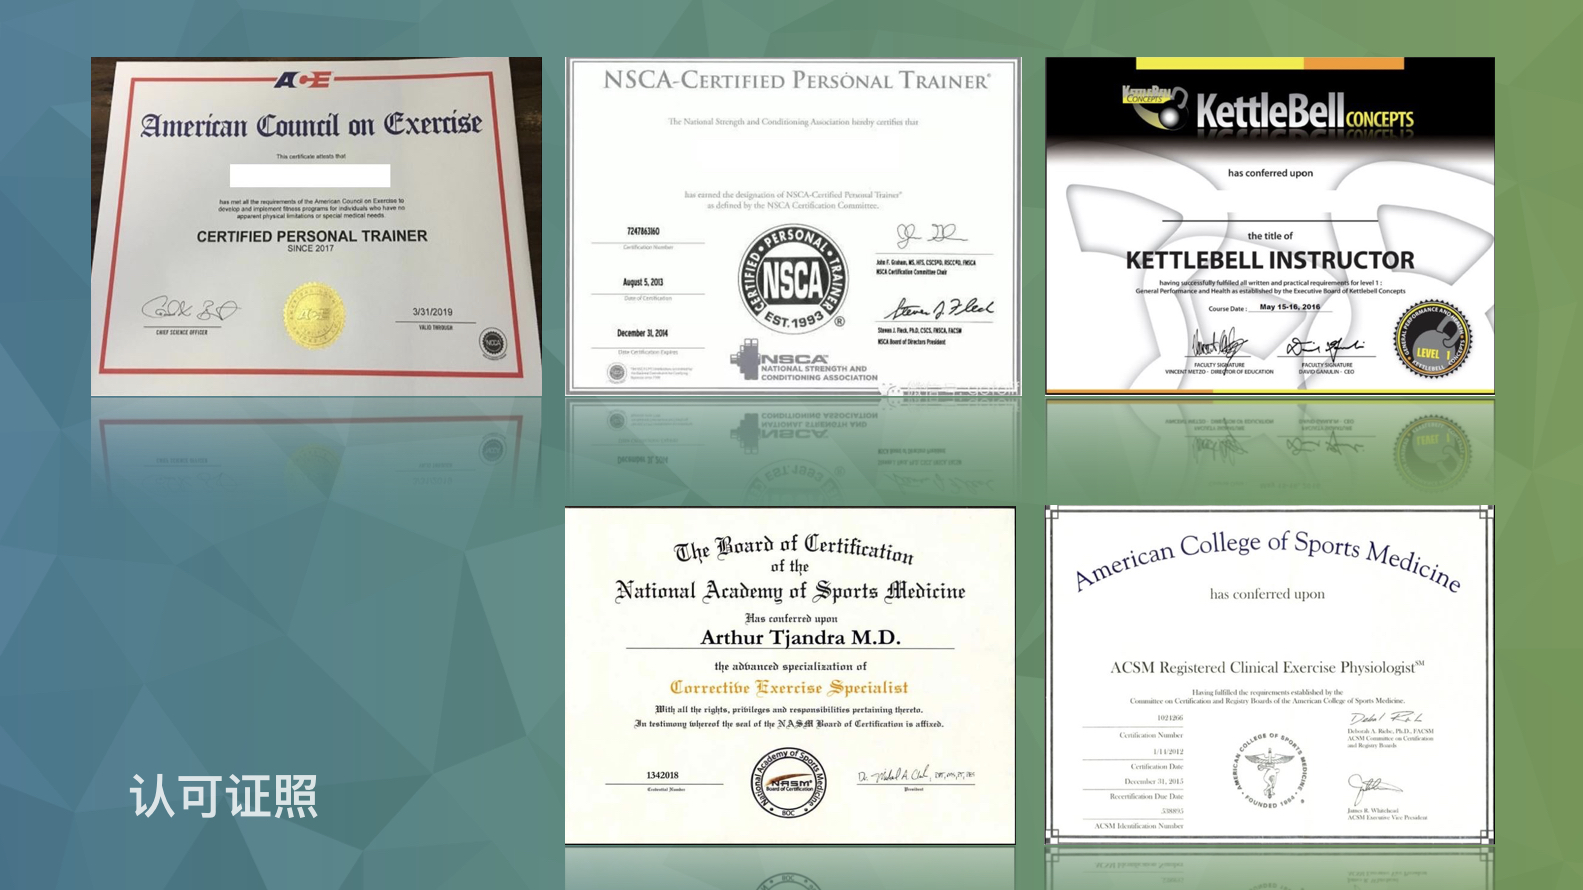 ACE
American Council on Exercise
This certificate attests that
has met all the requirements of the American Council on Exercise to
develop and implement fitness programs for individuals who have no
apparent physical limitations or special medical needs.
CERTIFIED PERSONAL TRAINER
SINCE 2017
CHIEF SCIENCE OFFICER
3/31/2019
VALID THROUGH
NCCA
NSCA-CERTIFIED PERSONAL TRAINER®
The National Strength and Conditioning Association hereby certifies that
has earned the designation of NSCA-Certified Personal Trainer®
as defined by the NSCA Certification Committee.
7247863160
Certification Number
August 5, 2013
Date of Certification
December 31, 2014
Date Certification Expires
CERTIFIED PERSONAL TRAINER
NSCA
EST. 1993
®
John F. Graham, MS, HFS, CSCS*D, RSCC*D, FNSCA
NSCA Certification Committee Chair
Steven J. Fleck, Ph.D, CSCS, FNSCA, FACSM
NSCA Board of Directors President
NSCA
NATIONAL STRENGTH AND
CONDITIONING ASSOCIATION
KETTLEBELL CONCEPTS
KETTLEBELL CONCEPTS
has conferred upon
the title of
KETTLEBELL INSTRUCTOR
having successfully fulfilled all written and practical requirements for level 1 :
General Performance and Health as established by the Executive Board of Kettlebell Concepts
Course Date : May 15-16, 2016
FACULTY SIGNATURE
VINCENT METZO - DIRECTOR OF EDUCATION
FACULTY SIGNATURE
DAVID GANULIN - CEO
LEVEL 1
KETTLEBELL
The Board of Certification
of the
National Academy of Sports Medicine
Has conferred upon
Arthur Tjandra M.D.
the advanced specialization of
Corrective Exercise Specialist
With all the rights, privileges and responsibilities pertaining thereto.
In testimony whereof the seal of the NASM Board of Certification is affixed.
1342018
Credential Number
National Academy of Sports Medicine
NASM
Board of Certification
BOC
President
American College of Sports Medicine
has conferred upon
ACSM Registered Clinical Exercise Physiologist℠
Having fulfilled the requirements established by the
Committee on Certification and Registry Boards of the American College of Sports Medicine.
1021266
Certification Number
1/11/2012
Certification Date
December 31, 2015
Recertification Due Date
538895
ACSM Identification Number
AMERICAN COLLEGE OF SPORTS MEDICINE
FOUNDED 1954
Deborah A. Riebe, Ph.D., FACSM
ACSM Committee on Certification
and Registry Boards
James R. Whitehead
ACSM Executive Vice President
认可证照